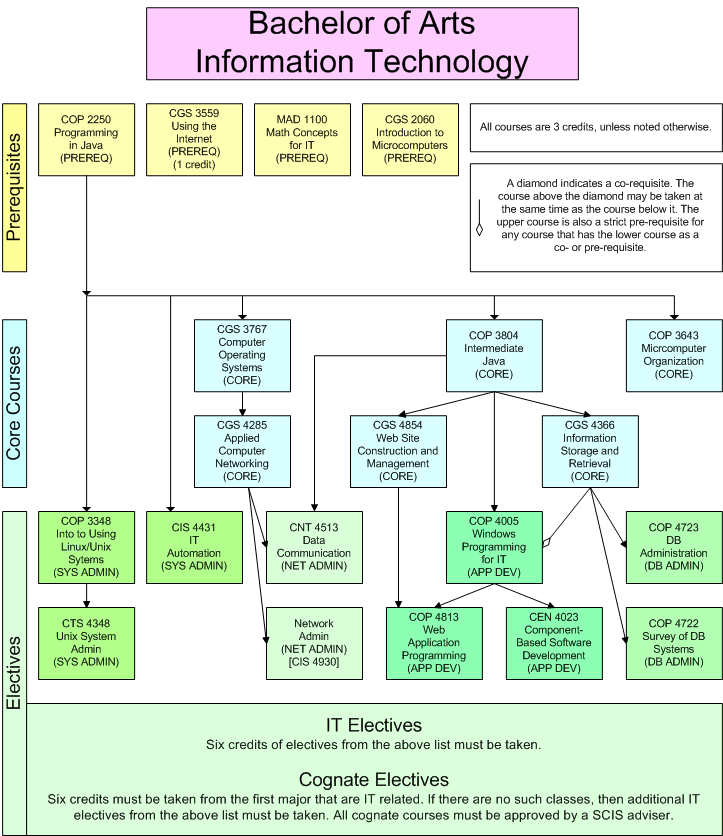 Bachelor of Arts
Information Technology
Prerequisites
COP 2250
Programming
in Java
(PREREQ)
CGS 3559
Using the
Internet
(PREREQ)
(1 credit)
MAD 1100
Math Concepts
for IT
(PREREQ)
CGS 2060
Introduction to
Microcomputers
(PREREQ)
All courses are 3 credits, unless noted otherwise.
A diamond indicates a co-requisite. The
course above the diamond may be taken at
the same time as the course below it. The
upper course is also a strict pre-requisite for
any course that has the lower course as a
co- or pre-requisite.
Core Courses
CGS 3767
Computer
Operating
Systems
(CORE)
COP 3804
Intermediate
Java
(CORE)
COP 3643
Micrcomputer
Organization
(CORE)
CGS 4285
Applied
Computer
Networking
(CORE)
CGS 4854
Web Site
Construction and
Management
(CORE)
CGS 4366
Information
Storage and
Retrieval
(CORE)
Electives
COP 3348
Into to Using
Linux/Unix
Sytems
(SYS ADMIN)
CIS 4431
IT
Automation
(SYS ADMIN)
CNT 4513
Data
Communication
(NET ADMIN)
COP 4005
Windows
Programming
for IT
(APP DEV)
COP 4723
DB
Administration
(DB ADMIN)
CTS 4348
Unix System
Admin
(SYS ADMIN)
Network
Admin
(NET ADMIN)
[CIS 4930]
COP 4813
Web
Application
Programming
(APP DEV)
CEN 4023
Component-
Based Software
Development
(APP DEV)
COP 4722
Survey of DB
Systems
(DB ADMIN)
IT Electives
Six credits of electives from the above list must be taken.
Cognate Electives
Six credits must be taken from the first major that are IT related. If there are no such classes, then additional IT
electives from the above list must be taken. All cognate courses must be approved by a SCIS adviser.